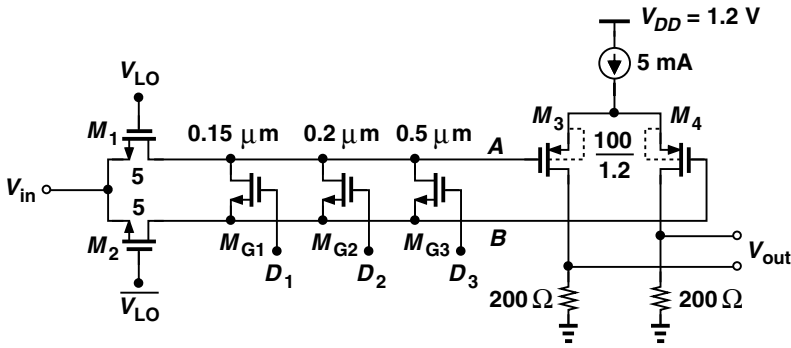 V_DD = 1.2 V
5 mA
V_LO
M_1
0.15 μm
0.2 μm
0.5 μm
A
M_3
M_4
100
1.2
V_in
5
5
M_2
M_G1
M_G2
M_G3
B
D_1
D_2
D_3
V_out
V_LO
200 Ω
200 Ω